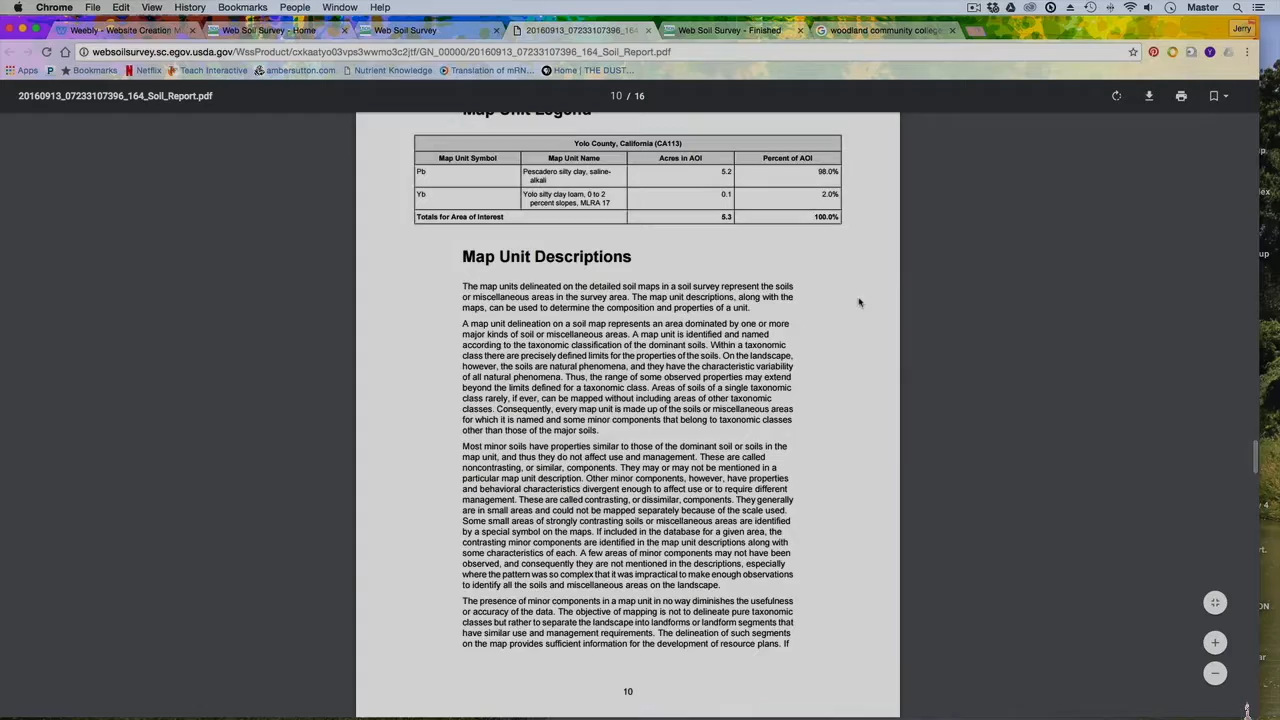 Chrome File Edit View History Bookmarks People Window Help Master
Weebly - Website Creation M Web Soil Survey - Home Web Soil Survey 20160913_07233107396_164_ Web Soil Survey - Finished woodland community colleg Jerry
websoilsurvey.sc.egov.usda.gov/WssProduct/cxkaatyo03vps3wwmo3c2jtf/GN_00000/20160913_07233107396_164_Soil_Report.pdf
Apps Bookmarks Netflix Teach Interactive ambersutton.com Nutrient Knowledge Translation of mRN... Home | THE DUST...
20160913_07233107396_164_Soil_Report.pdf 10 / 16
Map Unit Legend
Yolo County, California (CA113)
Map Unit Symbol Map Unit Name Acres in AOI Percent of AOI
Pb Pescadero silty clay, saline- 5.2 98.0%
alkali
Yb Yolo silty clay loam, 0 to 2 0.1 2.0%
percent slopes, MLRA 17
Totals for Area of Interest 5.3 100.0%
Map Unit Descriptions
The map units delineated on the detailed soil maps in a soil survey represent the soils
or miscellaneous areas in the survey area. The map unit descriptions, along with the
maps, can be used to determine the composition and properties of a unit.
A map unit delineation on a soil map represents an area dominated by one or more
major kinds of soil or miscellaneous areas. A map unit is identified and named
according to the taxonomic classification of the dominant soils. Within a taxonomic
class there are precisely defined limits for the properties of the soils. On the landscape,
however, the soils are natural phenomena, and they have the characteristic variability
of all natural phenomena. Thus, the range of some observed properties may extend
beyond the limits defined for a taxonomic class. Areas of soils of a single taxonomic
class rarely, if ever, can be mapped without including areas of other taxonomic
classes. Consequently, every map unit is made up of the soils or miscellaneous areas
for which it is named and some minor components that belong to taxonomic classes
other than those of the major soils.
Most minor soils have properties similar to those of the dominant soil or soils in the
map unit, and thus they do not affect use and management. These are called
noncontrasting, or similar, components. They may or may not be mentioned in a
particular map unit description. Other minor components, however, have properties
and behavioral characteristics divergent enough to affect use or to require different
management. These are called contrasting, or dissimilar, components. They generally
are in small areas and could not be mapped separately because of the scale used.
Some small areas of strongly contrasting soils or miscellaneous areas are identified
by a special symbol on the maps. If included in the database for a given area, the
contrasting minor components are identified in the map unit descriptions along with
some characteristics of each. A few areas of minor components may not have been
observed, and consequently they are not mentioned in the descriptions, especially
where the pattern was so complex that it was impractical to make enough observations
to identify all the soils and miscellaneous areas on the landscape.
The presence of minor components in a map unit in no way diminishes the usefulness
or accuracy of the data. The objective of mapping is not to delineate pure taxonomic
classes but rather to separate the landscape into landforms or landform segments that
have similar use and management requirements. The delineation of such segments
on the map provides sufficient information for the development of resource plans. If
10